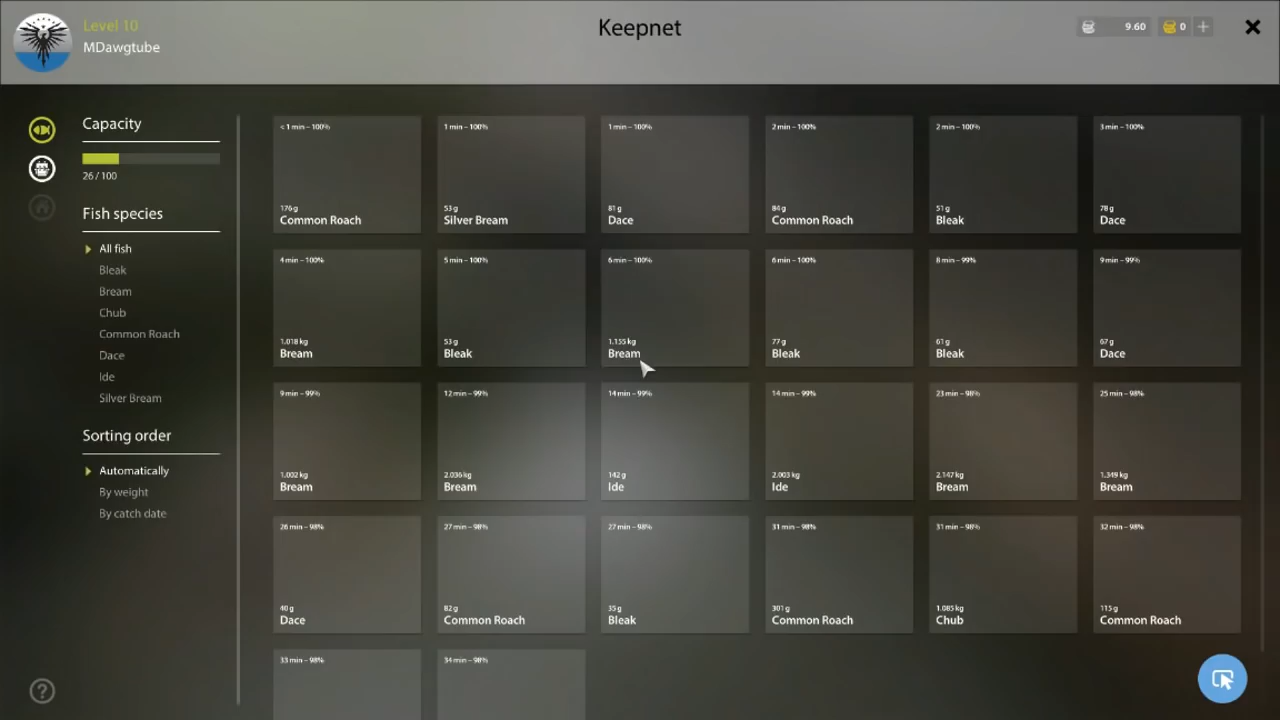 Level 10
MDawgtube
Keepnet
9.60
0
Capacity
26 / 100
Fish species
All fish
Bleak
Bream
Chub
Common Roach
Dace
Ide
Silver Bream
Sorting order
Automatically
By weight
By catch date
< 1 min – 100%
176 g
Common Roach
1 min – 100%
53 g
Silver Bream
1 min – 100%
81 g
Dace
2 min – 100%
84 g
Common Roach
2 min – 100%
51 g
Bleak
3 min – 100%
78 g
Dace
4 min – 100%
1.018 kg
Bream
5 min – 100%
53 g
Bleak
6 min – 100%
1.155 kg
Bream
6 min – 100%
77 g
Bleak
8 min – 99%
61 g
Bleak
9 min – 99%
67 g
Dace
9 min – 99%
1.002 kg
Bream
12 min – 99%
2.036 kg
Bream
14 min – 99%
142 g
Ide
14 min – 99%
2.003 kg
Ide
23 min – 98%
2.147 kg
Bream
25 min – 98%
1.349 kg
Bream
26 min – 98%
40 g
Dace
27 min – 98%
82 g
Common Roach
27 min – 98%
35 g
Bleak
31 min – 98%
301 g
Common Roach
31 min – 98%
1.085 kg
Chub
32 min – 98%
115 g
Common Roach
33 min – 98%
34 min – 98%
?